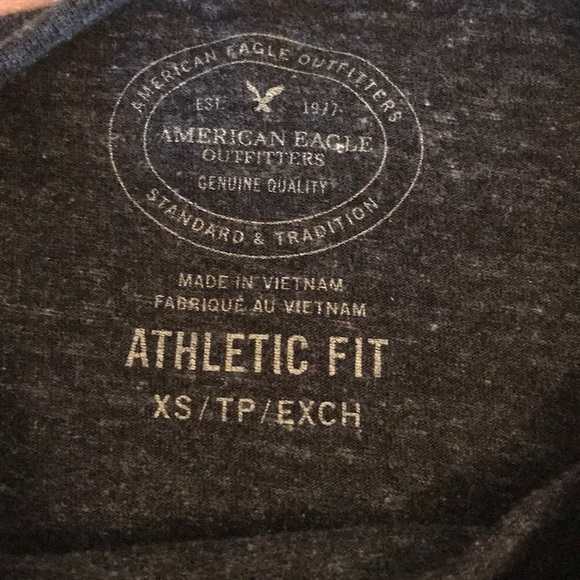 AMERICAN EAGLE OUTFITTERS
EST. 1977
AMERICAN EAGLE
OUTFITTERS
GENUINE QUALITY
STANDARD & TRADITION
MADE IN VIETNAM
FABRIQUÉ AU VIETNAM
ATHLETIC FIT
XS/TP/EXCH